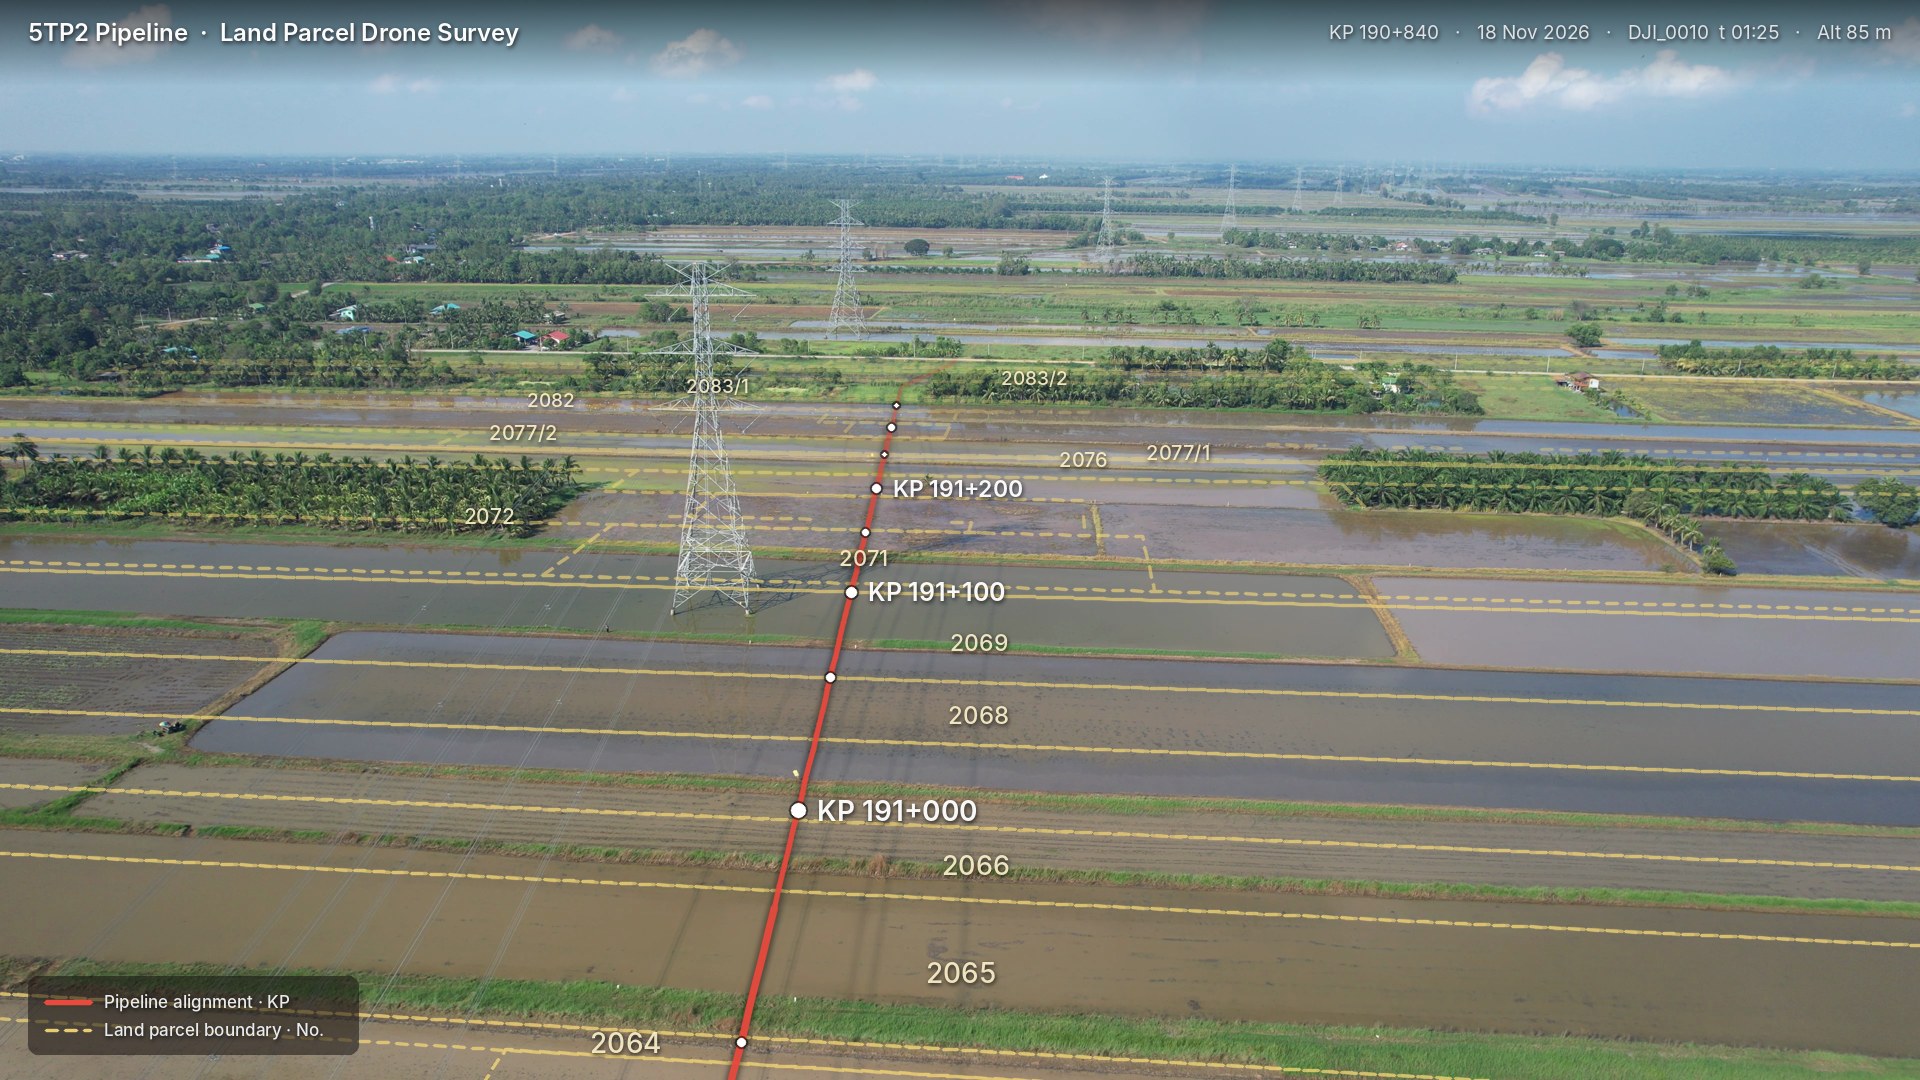 5TP2 Pipeline · Land Parcel Drone Survey
KP 190+840 · 18 Nov 2026 · DJI_0010 t 01:25 · Alt 85 m
2083/2
2083/1
2082
2077/2
2077/1
2076
KP 191+200
2072
2071
KP 191+100
2069
2068
KP 191+000
2066
2065
2064
Pipeline alignment · KP
Land parcel boundary · No.